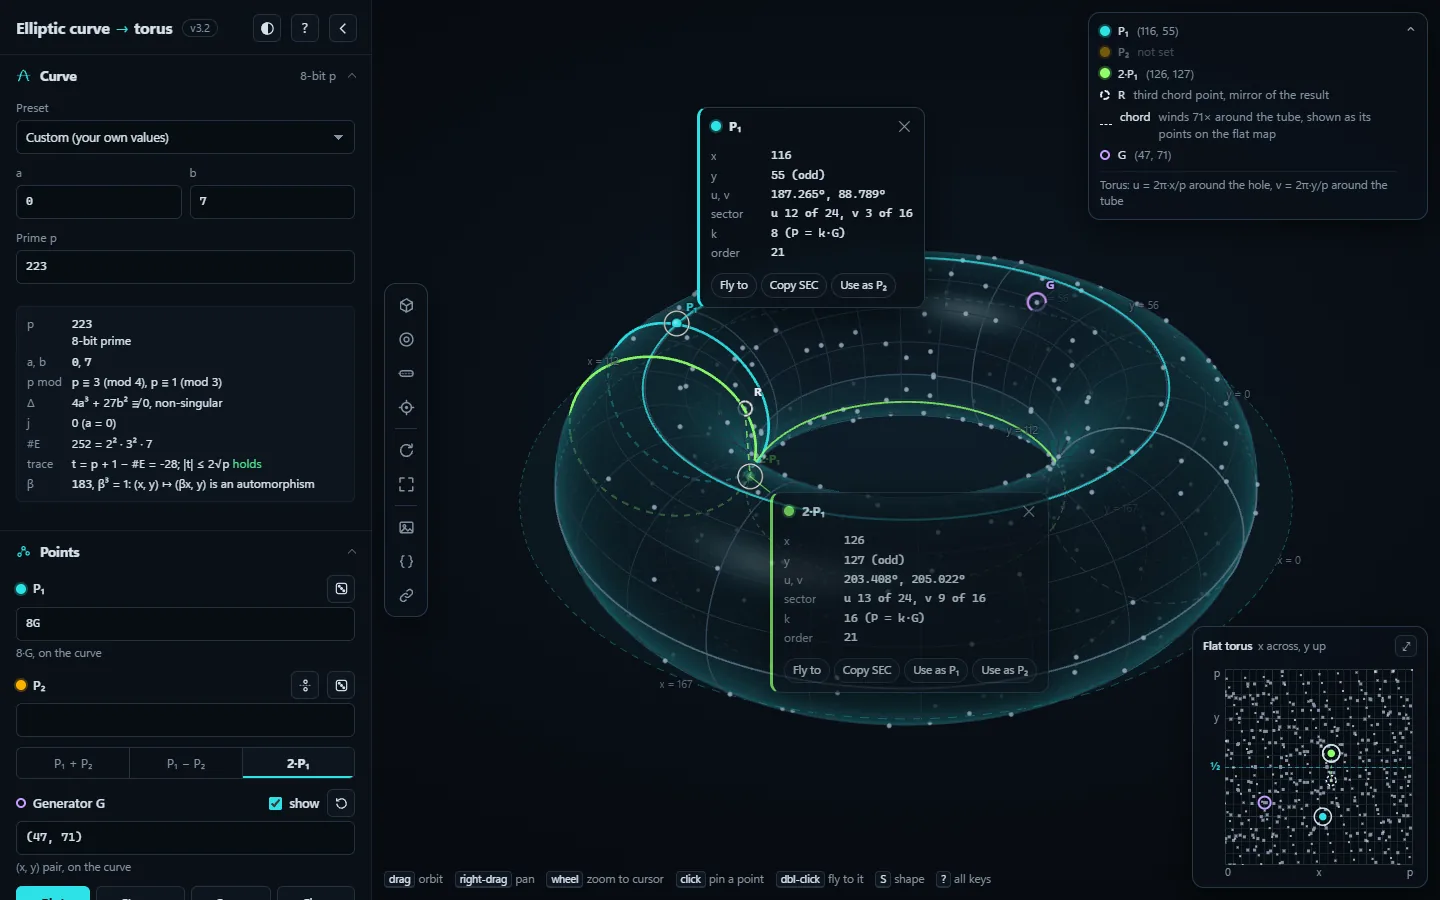 Elliptic curve → torus v3.2
?
Curve 8-bit p
Preset
Custom (your own values)
a b
0 7
Prime p
223
p 223
8-bit prime
a, b 0, 7
p mod p ≡ 3 (mod 4), p ≡ 1 (mod 3)
Δ 4a³ + 27b² ≢ 0, non-singular
j 0 (a = 0)
#E 252 = 2² · 3² · 7
trace t = p + 1 − #E = -28; |t| ≤ 2√p holds
β 183, β³ = 1: (x, y) ↦ (βx, y) is an automorphism
Points
P₁
8G
8·G, on the curve
P₂
P₁ + P₂ P₁ − P₂ 2·P₁
Generator G show
(47, 71)
(x, y) pair, on the curve
P₁
x 116
y 55 (odd)
u, v 187.265°, 88.789°
sector u 12 of 24, v 3 of 16
k 8 (P = k·G)
order 21
Fly to Copy SEC Use as P₂
P₁
G
y = 56
x = 112
y = 0
R
y = 112
2·P₁
y = 167
x = 0
x = 167
2·P₁
x 126
y 127 (odd)
u, v 203.408°, 205.022°
sector u 13 of 24, v 9 of 16
k 16 (P = k·G)
order 21
Fly to Copy SEC Use as P₁ Use as P₂
P₁ (116, 55)
P₂ not set
2·P₁ (126, 127)
R third chord point, mirror of the result
chord winds 71× around the tube, shown as its
points on the flat map
G (47, 71)
Torus: u = 2π·x/p around the hole, v = 2π·y/p around the
tube
Flat torus x across, y up
p
y
½
0 x p
drag orbit right-drag pan wheel zoom to cursor click pin a point dbl-click fly to it S shape ? all keys